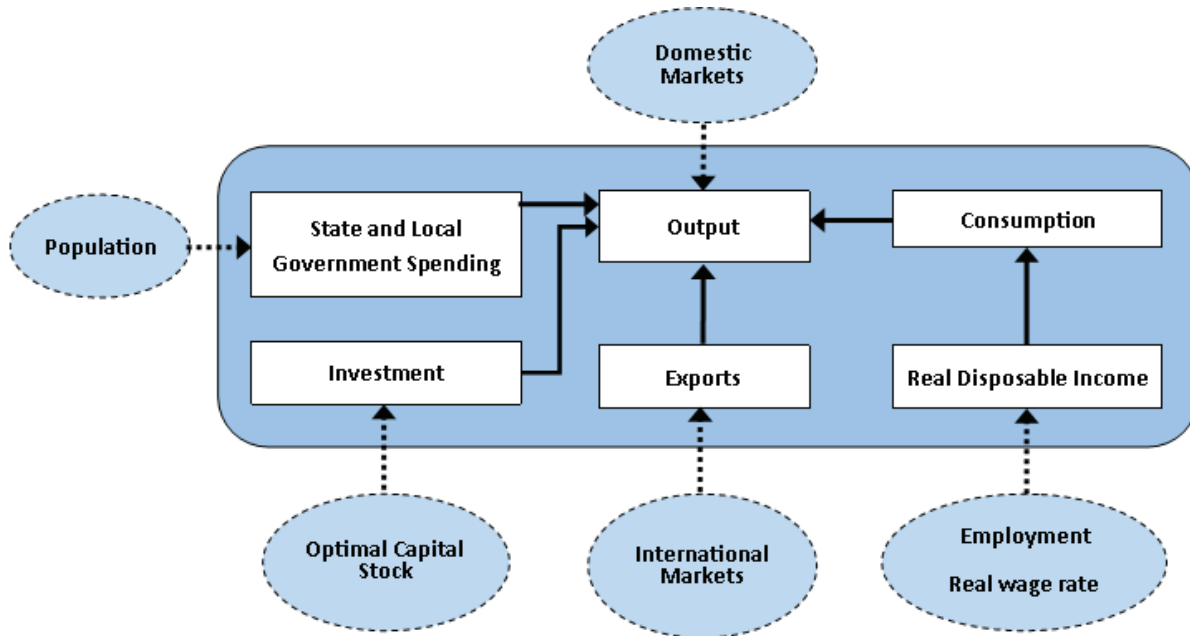 Domestic
Markets
Population
State and Local
Government Spending
Output
Consumption
Investment
Exports
Real Disposable Income
Optimal Capital
Stock
International
Markets
Employment
Real wage rate